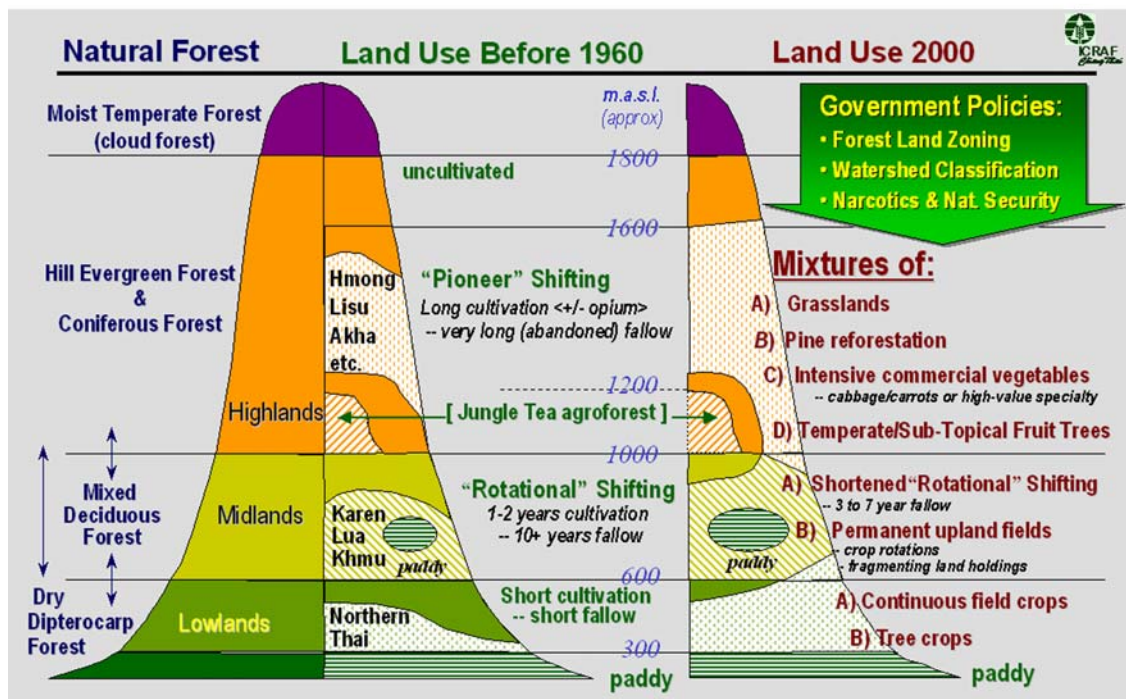 Natural Forest
Land Use Before 1960
Land Use 2000
ICRAF
Chiang Mai
Moist Temperate Forest
(cloud forest)
m.a.s.l.
(approx)
Government Policies:
• Forest Land Zoning
• Watershed Classification
• Narcotics & Nat. Security
1800
uncultivated
1600
Hill Evergreen Forest
&
Coniferous Forest
Hmong
Lisu
Akha
etc.
"Pioneer" Shifting
Long cultivation <+/- opium>
-- very long (abandoned) fallow
Mixtures of:
A) Grasslands
B) Pine reforestation
C) Intensive commercial vegetables
-- cabbage/carrots or high-value specialty
D) Temperate/Sub-Topical Fruit Trees
1200
Highlands
[ Jungle Tea agroforest ]
1000
Mixed
Deciduous
Forest
Midlands
Karen
Lua
Khmu
paddy
"Rotational" Shifting
1-2 years cultivation
-- 10+ years fallow
paddy
A) Shortened "Rotational" Shifting
-- 3 to 7 year fallow
B) Permanent upland fields
-- crop rotations
- fragmenting land holdings
600
Dry
Dipterocarp
Forest
Lowlands
Northern
Thai
Short cultivation
-- short fallow
A) Continuous field crops
B) Tree crops
300
paddy
paddy